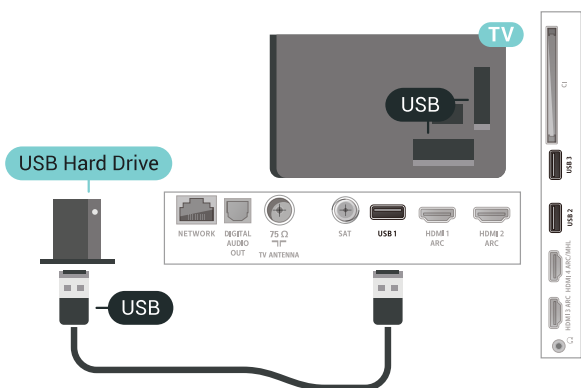 TV
USB
USB Hard Drive
NETWORK
DIGITAL
AUDIO
OUT
75 Ω
TV ANTENNA
SAT
USB 1
HDMI 1
ARC
HDMI 2
ARC
USB
CI
USB 3
USB 2
HDMI 4 ARC/MHL
HDMI 3 ARC